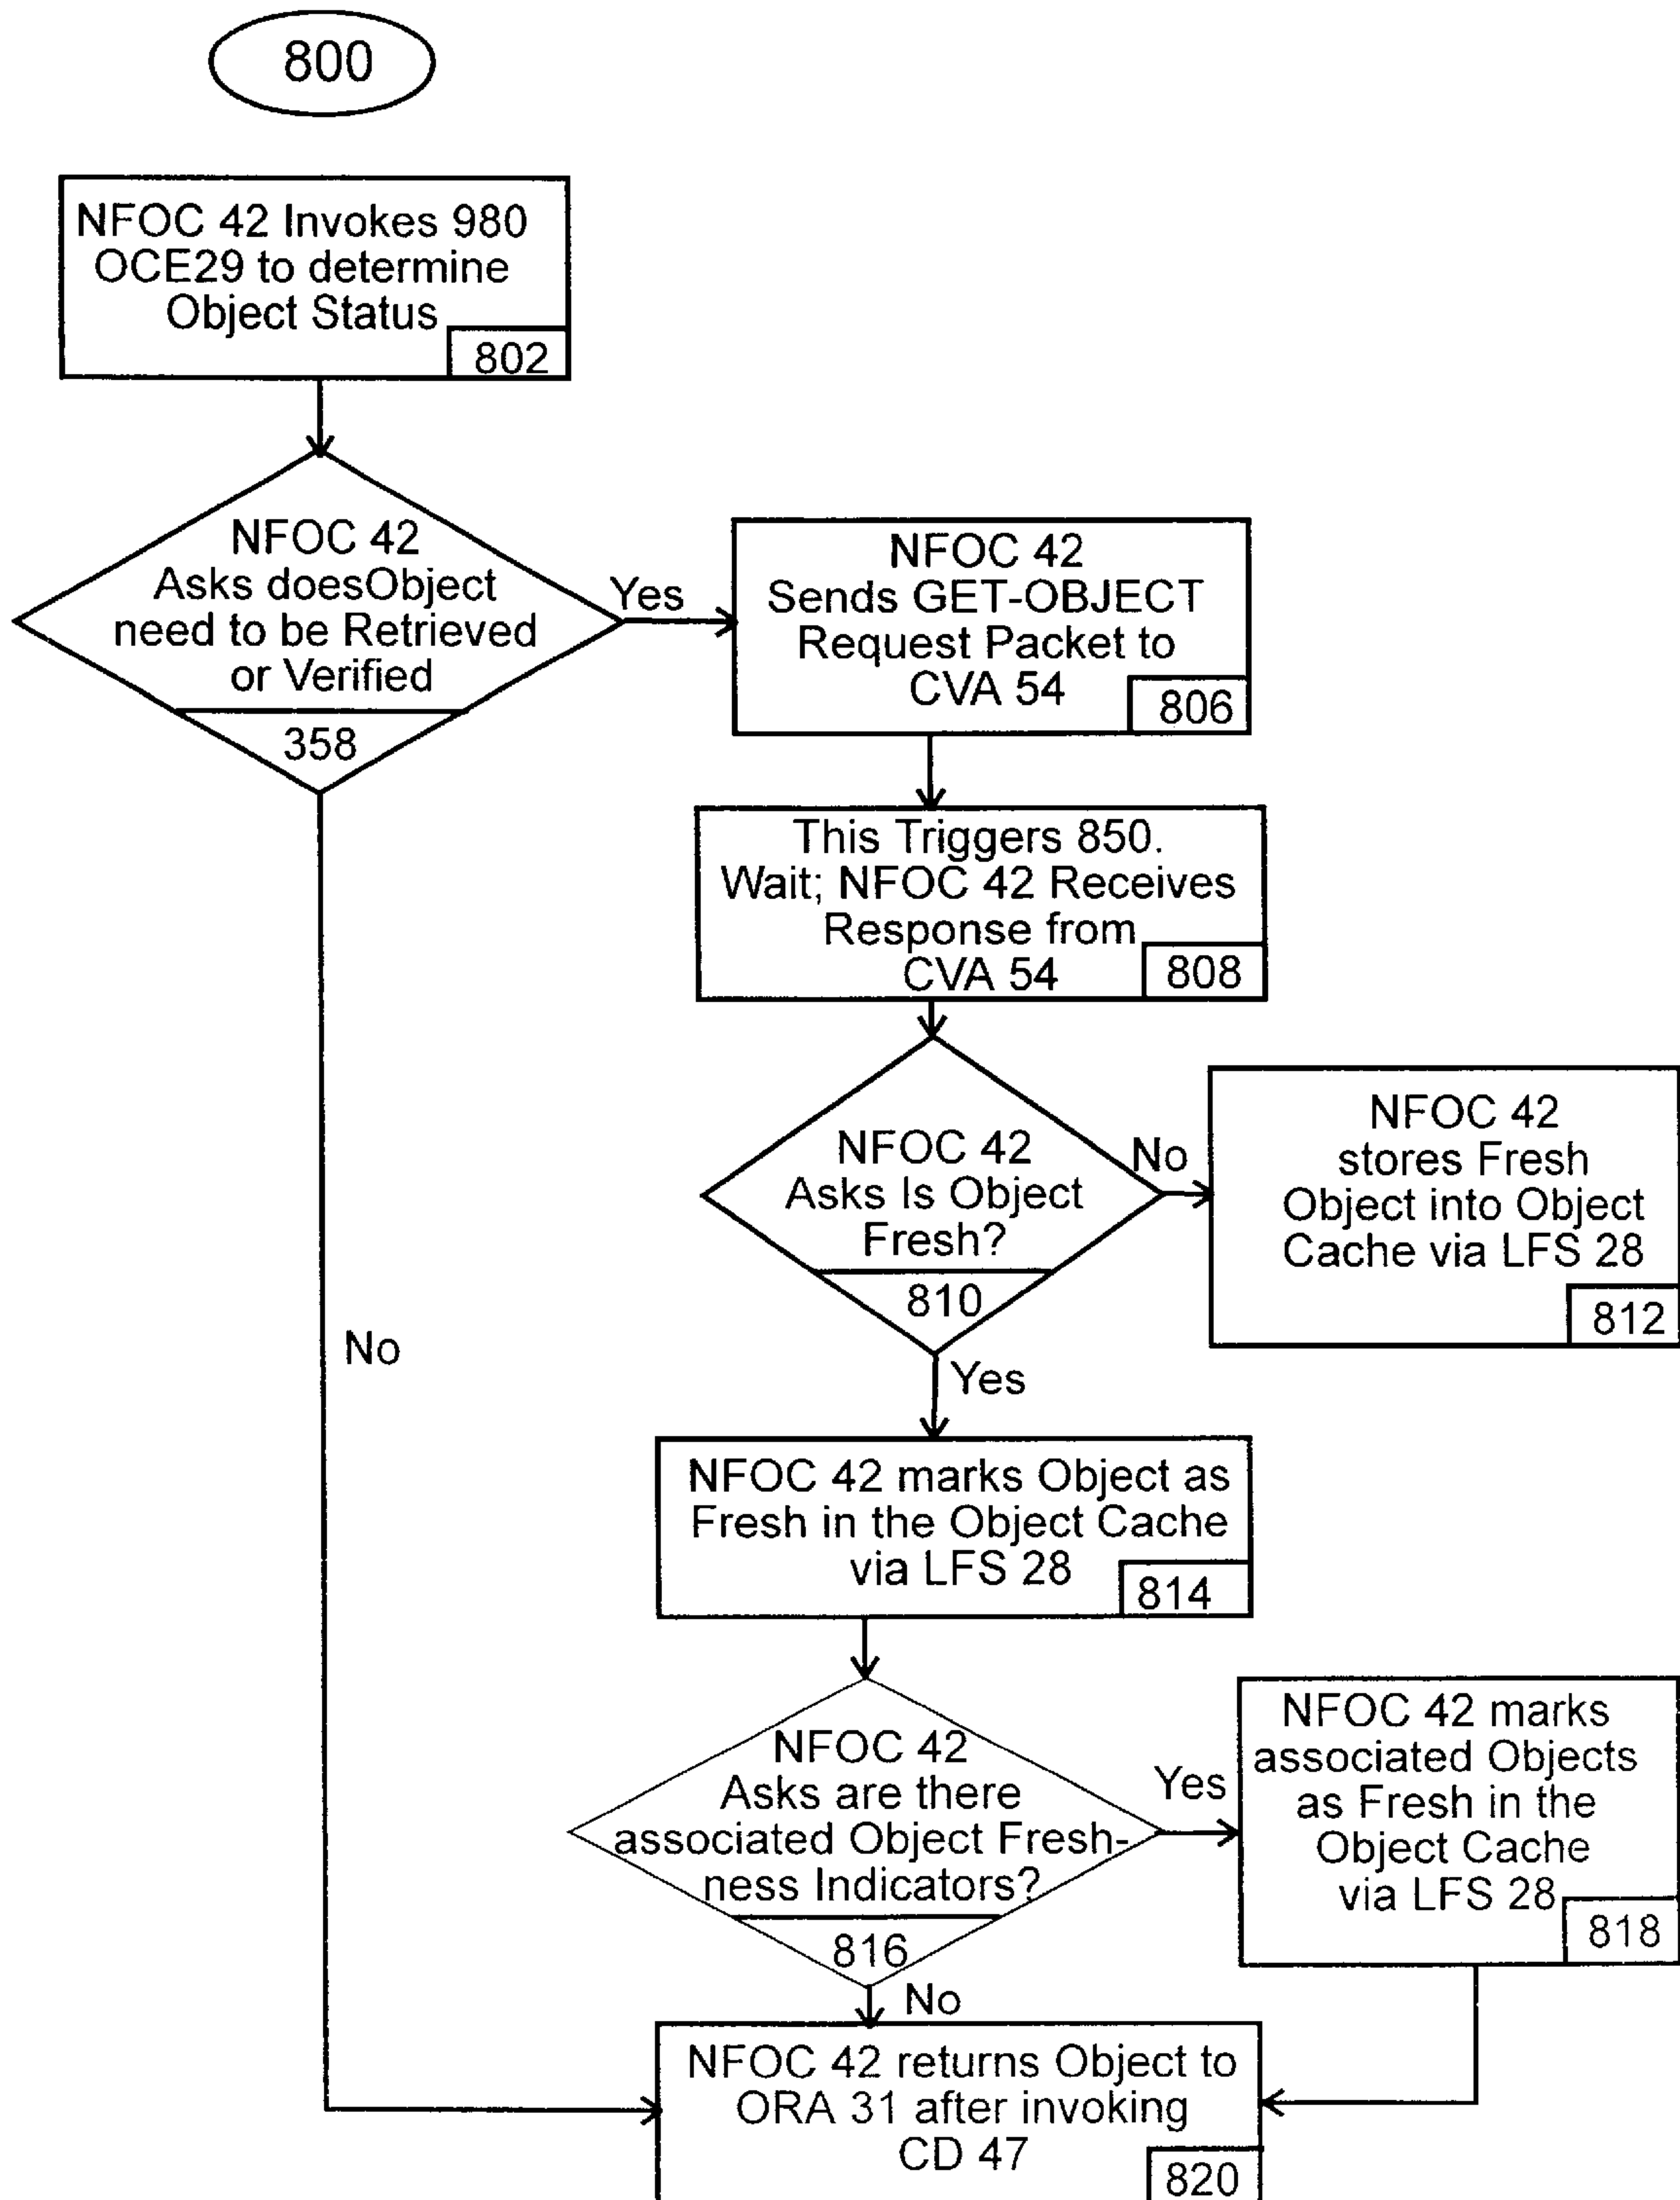 800
NFOC 42 Invokes 980
OCE29 to determine
Object Status
802
NFOC 42
Asks doesObject
need to be Retrieved
or Verified
358
Yes
NFOC 42
Sends GET-OBJECT
Request Packet to
CVA 54
806
This Triggers 850.
Wait; NFOC 42 Receives
Response from
CVA 54
808
NFOC 42
Asks Is Object
Fresh?
810
No
NFOC 42
stores Fresh
Object into Object
Cache via LFS 28
812
No
Yes
NFOC 42 marks Object as
Fresh in the Object Cache
via LFS 28
814
NFOC 42
Asks are there
associated Object Fresh-
ness Indicators?
816
Yes
NFOC 42 marks
associated Objects
as Fresh in the
Object Cache
via LFS 28
818
No
NFOC 42 returns Object to
ORA 31 after invoking
CD 47
820